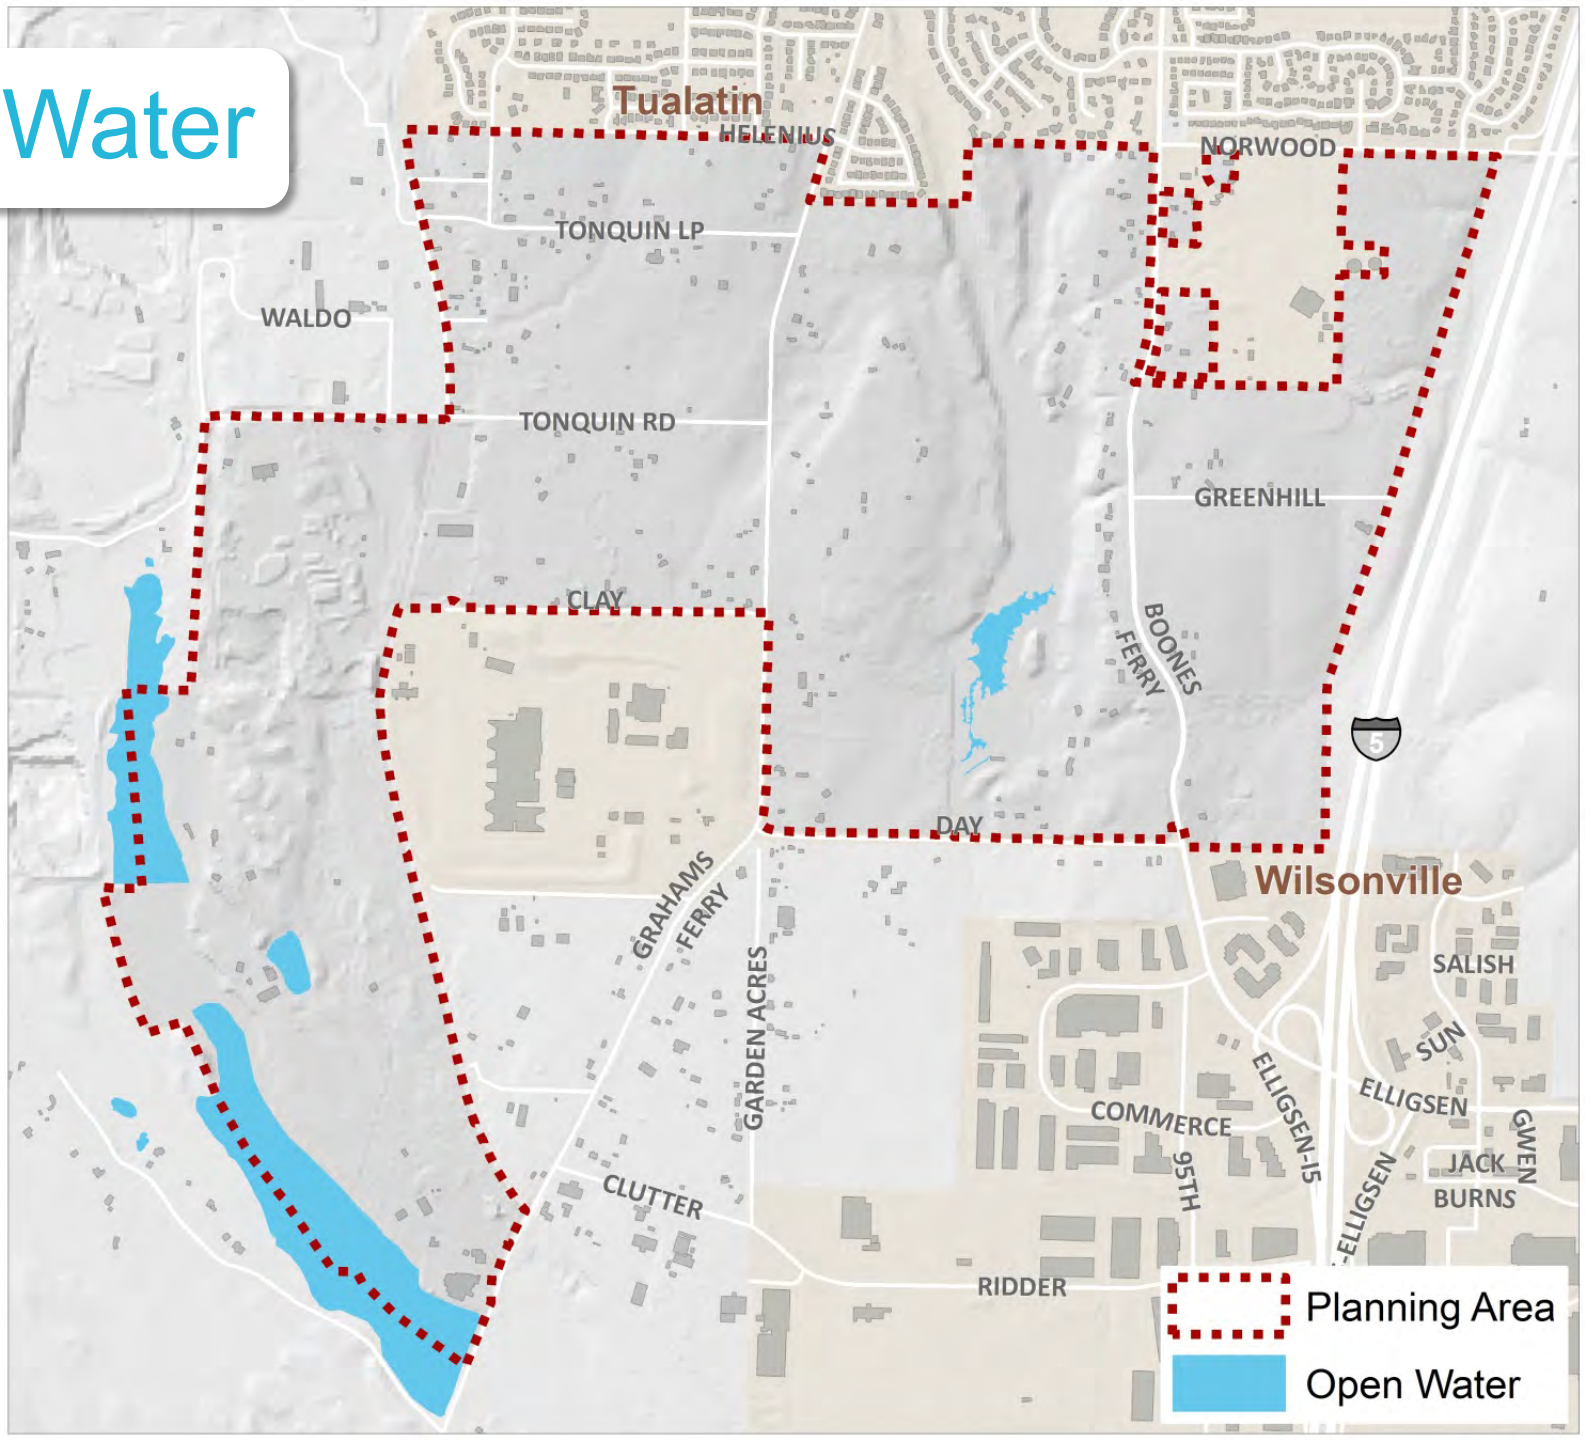 Water
Tualatin
HELENIUS
NORWOOD
TONQUIN LP
WALDO
TONQUIN RD
GREENHILL
CLAY
BOONES
FERRY
5
DAY
Wilsonville
GRAHAMS
FERRY
GARDEN ACRES
SALISH
SUN
ELLIGSEN
ELLIGSEN-I5
COMMERCE
GWEN
95TH
JACK
BURNS
CLUTTER
-ELLIGSEN
RIDDER
Planning Area
Open Water